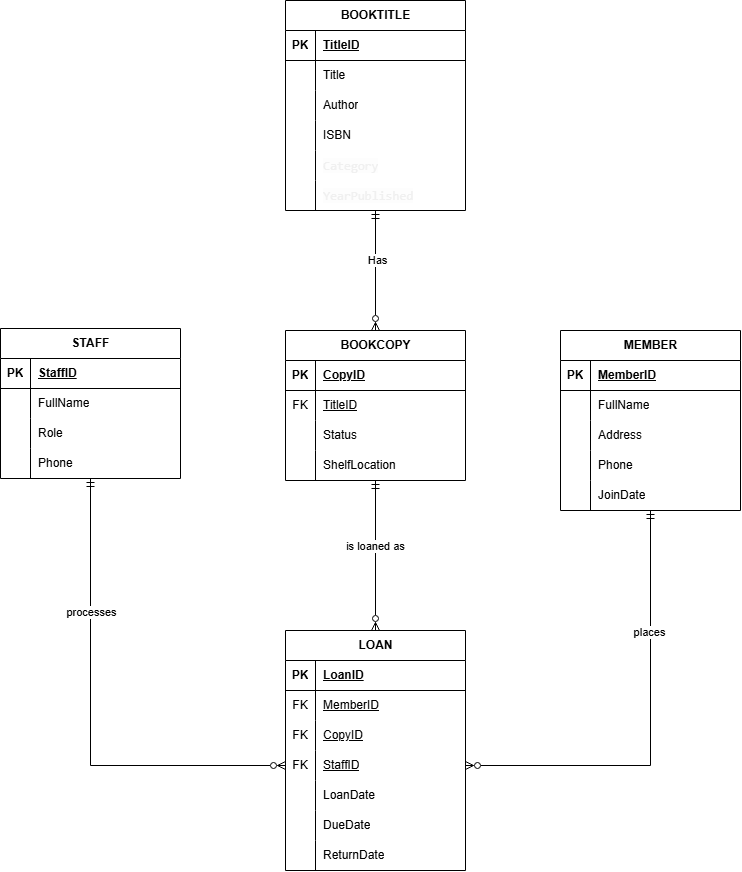 BOOKTITLE
PK TitleID
Title
Author
ISBN
Category
YearPublished
Has
STAFF
PK StaffID
FullName
Role
Phone
BOOKCOPY
PK CopyID
FK TitleID
Status
ShelfLocation
MEMBER
PK MemberID
FullName
Address
Phone
JoinDate
is loaned as
processes
places
LOAN
PK LoanID
FK MemberID
FK CopyID
FK StaffID
LoanDate
DueDate
ReturnDate